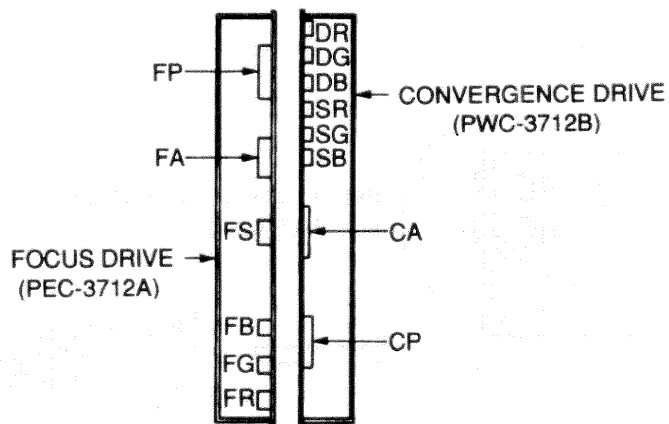 DR
DG
DB
SR
SG
SB
FP
FA
FS
FOCUS DRIVE
(PEC-3712A)
FB
FG
FR
CONVERGENCE DRIVE
(PWC-3712B)
CA
CP